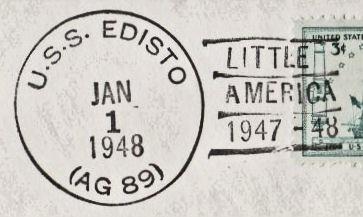 U.S.S. EDISTO
JAN
1
1948
(AG 89)
LITTLE
AMERICA
1947-48
UNITED STATES
3¢
U.S